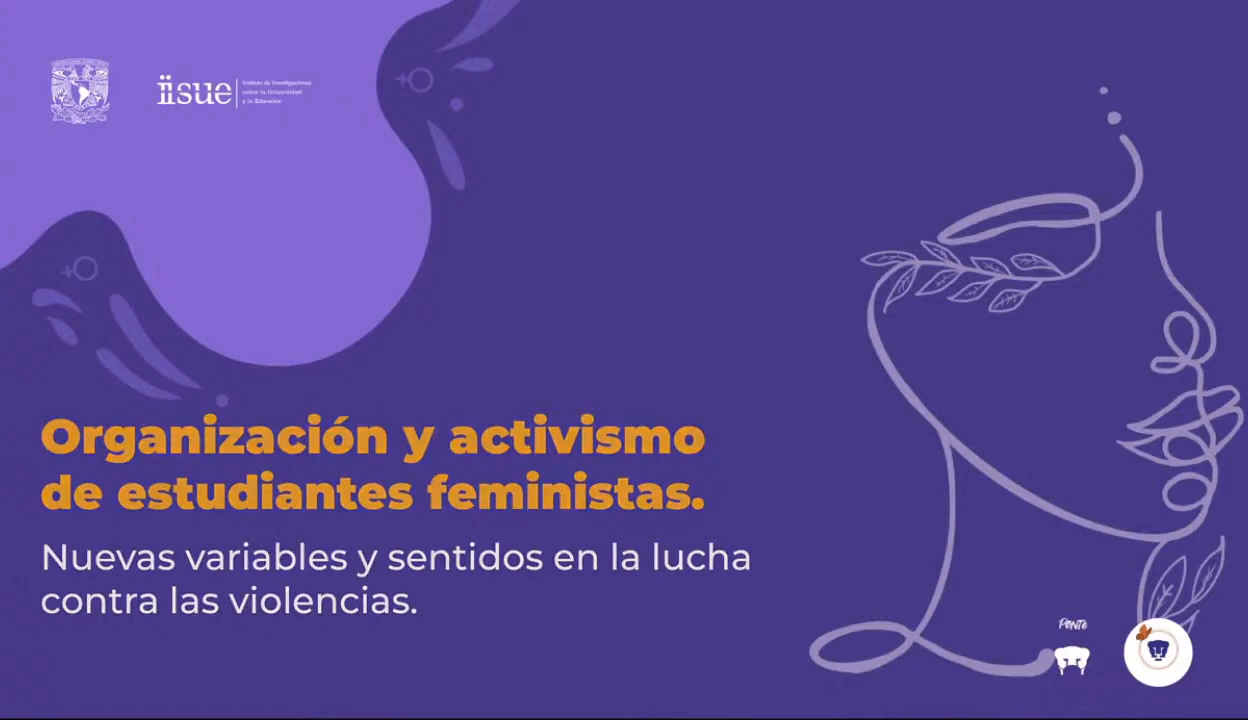 iisue
Instituto de Investigaciones
sobre la Universidad
y la Educación
Organización y activismo
de estudiantes feministas.
Nuevas variables y sentidos en la lucha
contra las violencias.
PONTE